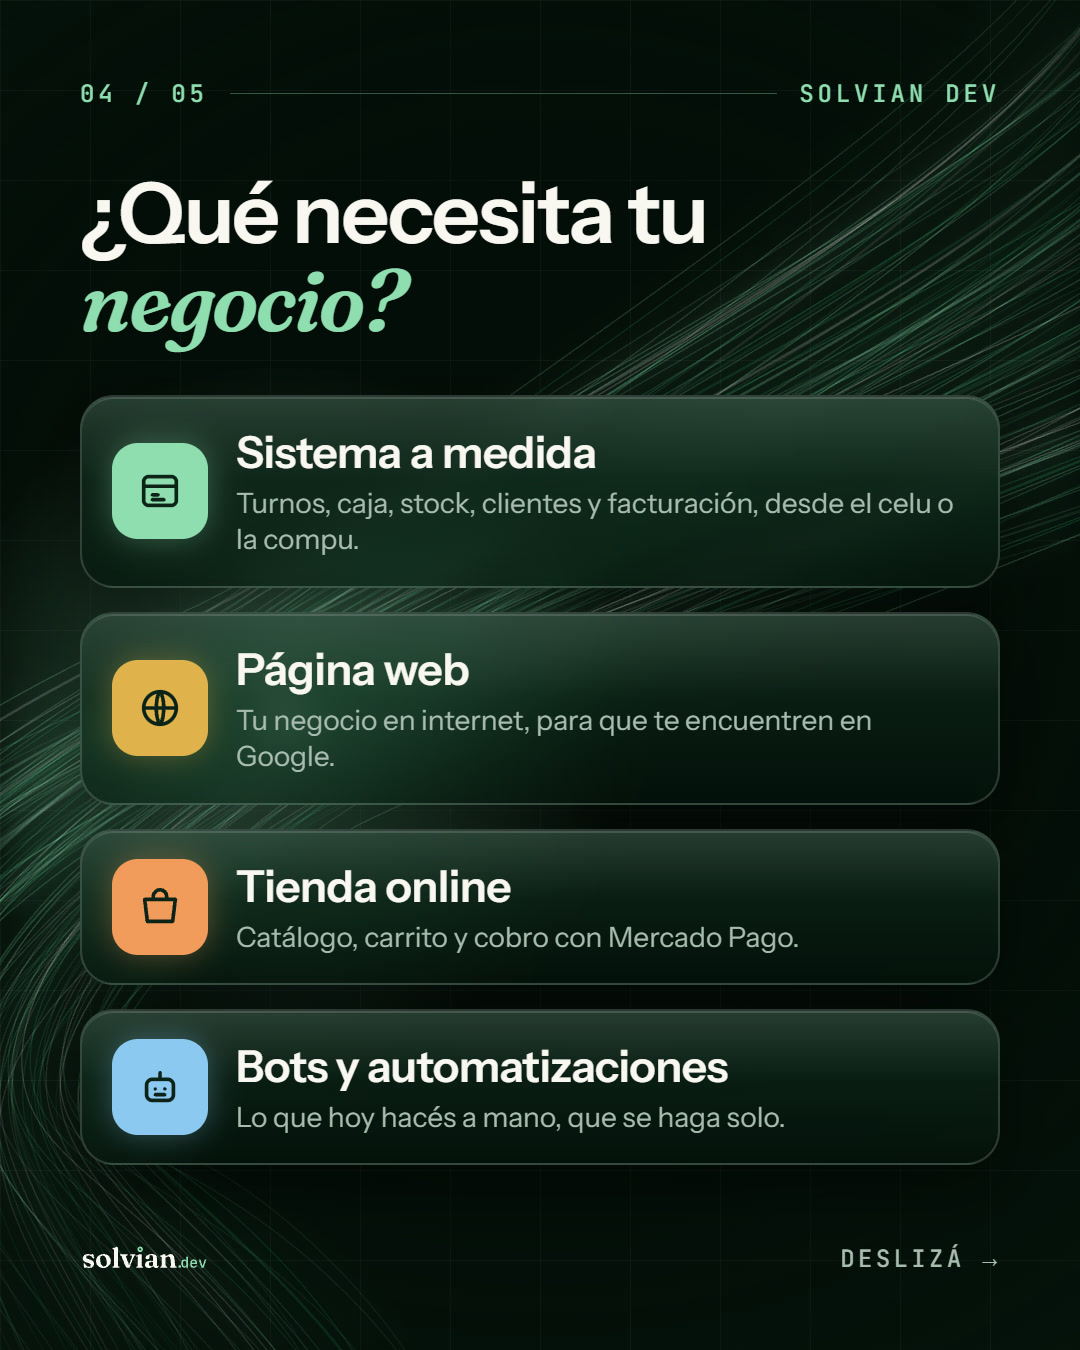 04 / 05
SOLVIAN DEV
¿Qué necesita tu
negocio?
Sistema a medida
Turnos, caja, stock, clientes y facturación, desde el celu o
la compu.
Página web
Tu negocio en internet, para que te encuentren en
Google.
Tienda online
Catálogo, carrito y cobro con Mercado Pago.
Bots y automatizaciones
Lo que hoy hacés a mano, que se haga solo.
solvian.dev
DESLIZÁ →